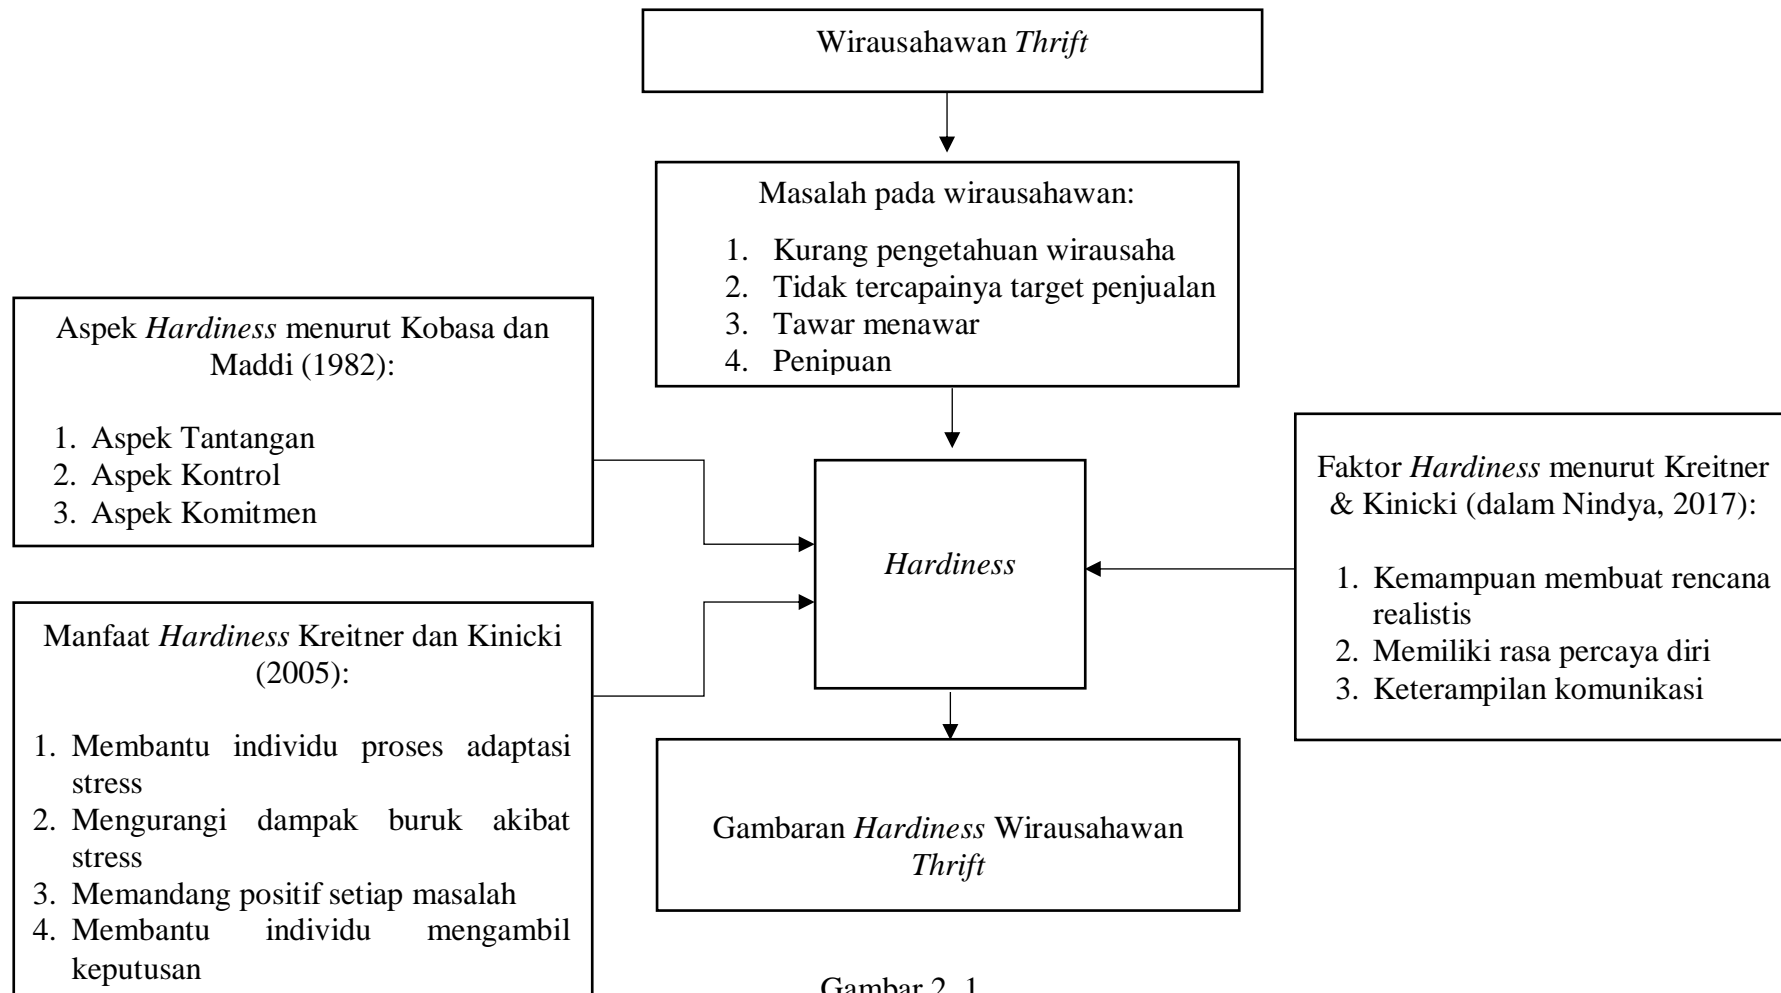 Wirausahawan Thrift
Masalah pada wirausahawan:
1. Kurang pengetahuan wirausaha
2. Tidak tercapainya target penjualan
3. Tawar menawar
4. Penipuan
Aspek Hardiness menurut Kobasa dan
Maddi (1982):
1. Aspek Tantangan
2. Aspek Kontrol
3. Aspek Komitmen
Hardiness
Faktor Hardiness menurut Kreitner
& Kinicki (dalam Nindya, 2017):
1. Kemampuan membuat rencana
realistis
2. Memiliki rasa percaya diri
3. Keterampilan komunikasi
Manfaat Hardiness Kreitner dan Kinicki
(2005):
1. Membantu individu proses adaptasi
stress
2. Mengurangi dampak buruk akibat
stress
3. Memandang positif setiap masalah
4. Membantu individu mengambil
keputusan
Gambaran Hardiness Wirausahawan
Thrift
Gambar 2. 1